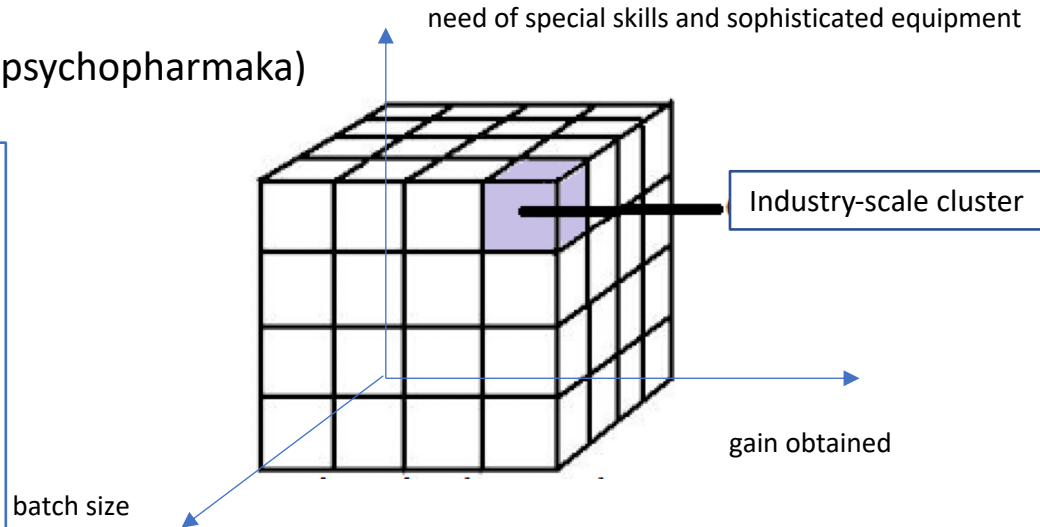 need of special skills and sophisticated equipment
psychopharmaka)
Industry-scale cluster
gain obtained
batch size